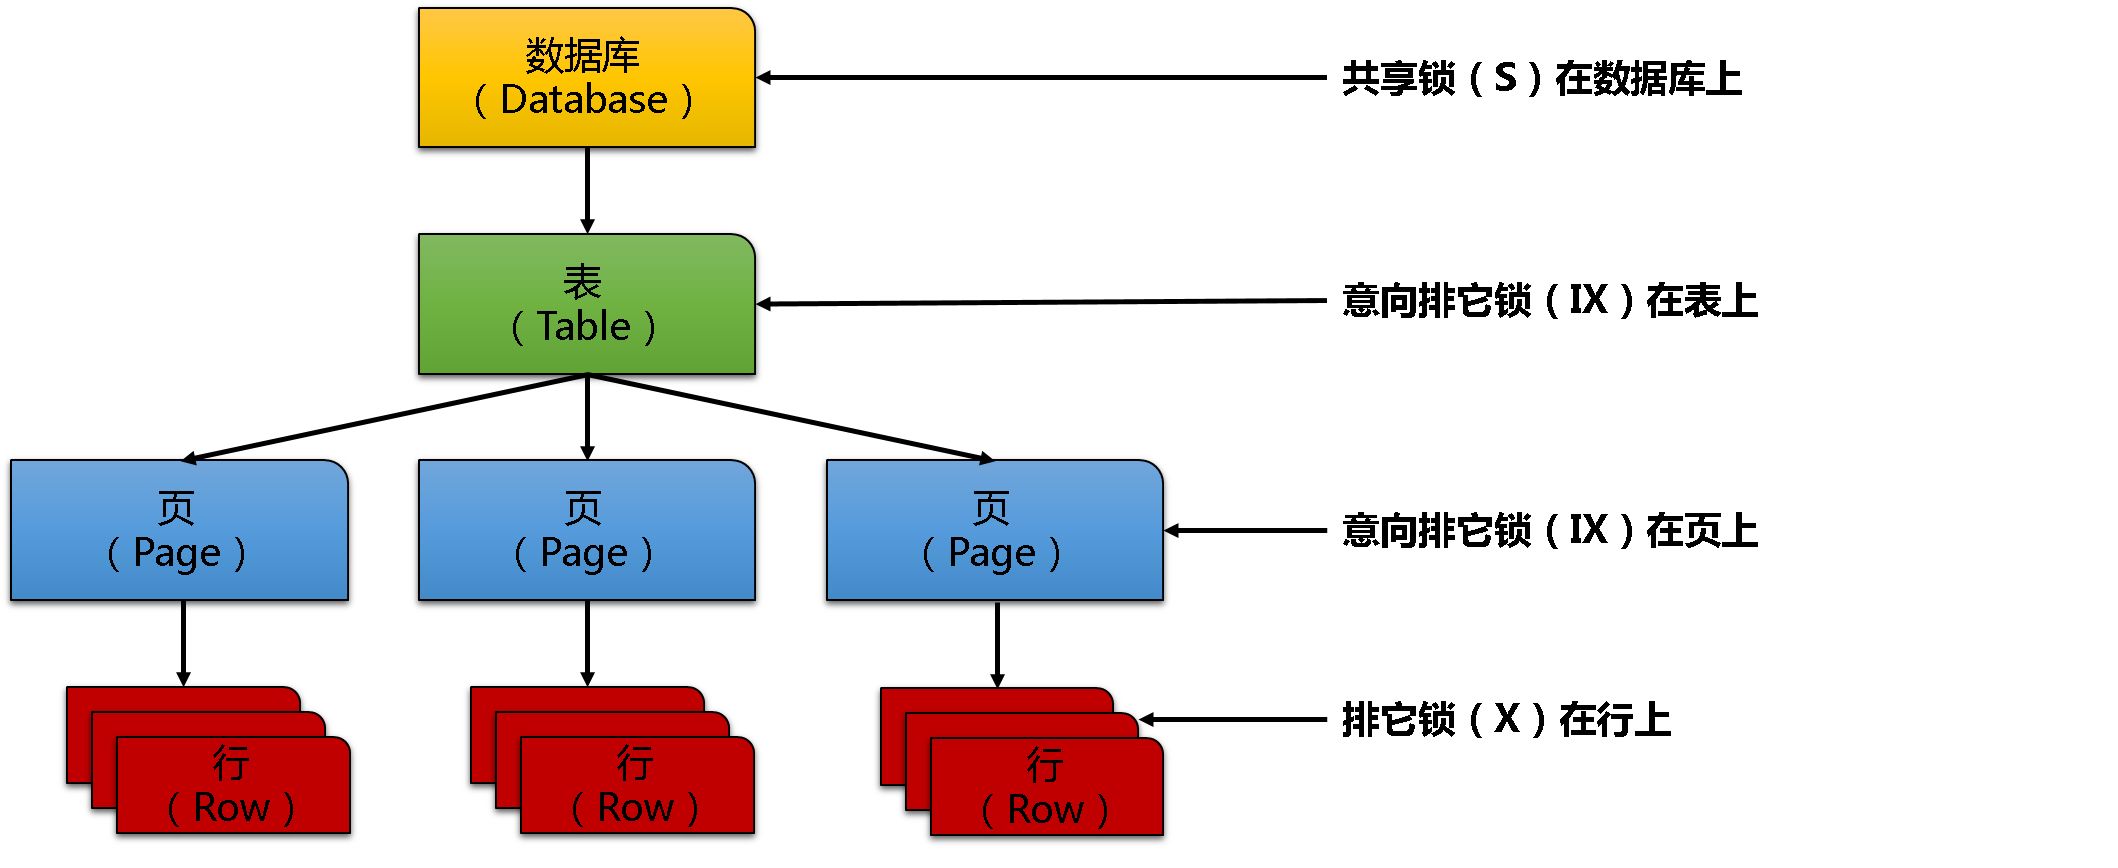 数据库
（Database）
共享锁（S）在数据库上
表
（Table）
意向排它锁（IX）在表上
页
（Page）
页
（Page）
页
（Page）
意向排它锁（IX）在页上
行
（Row）
行
（Row）
行
（Row）
排它锁（X）在行上